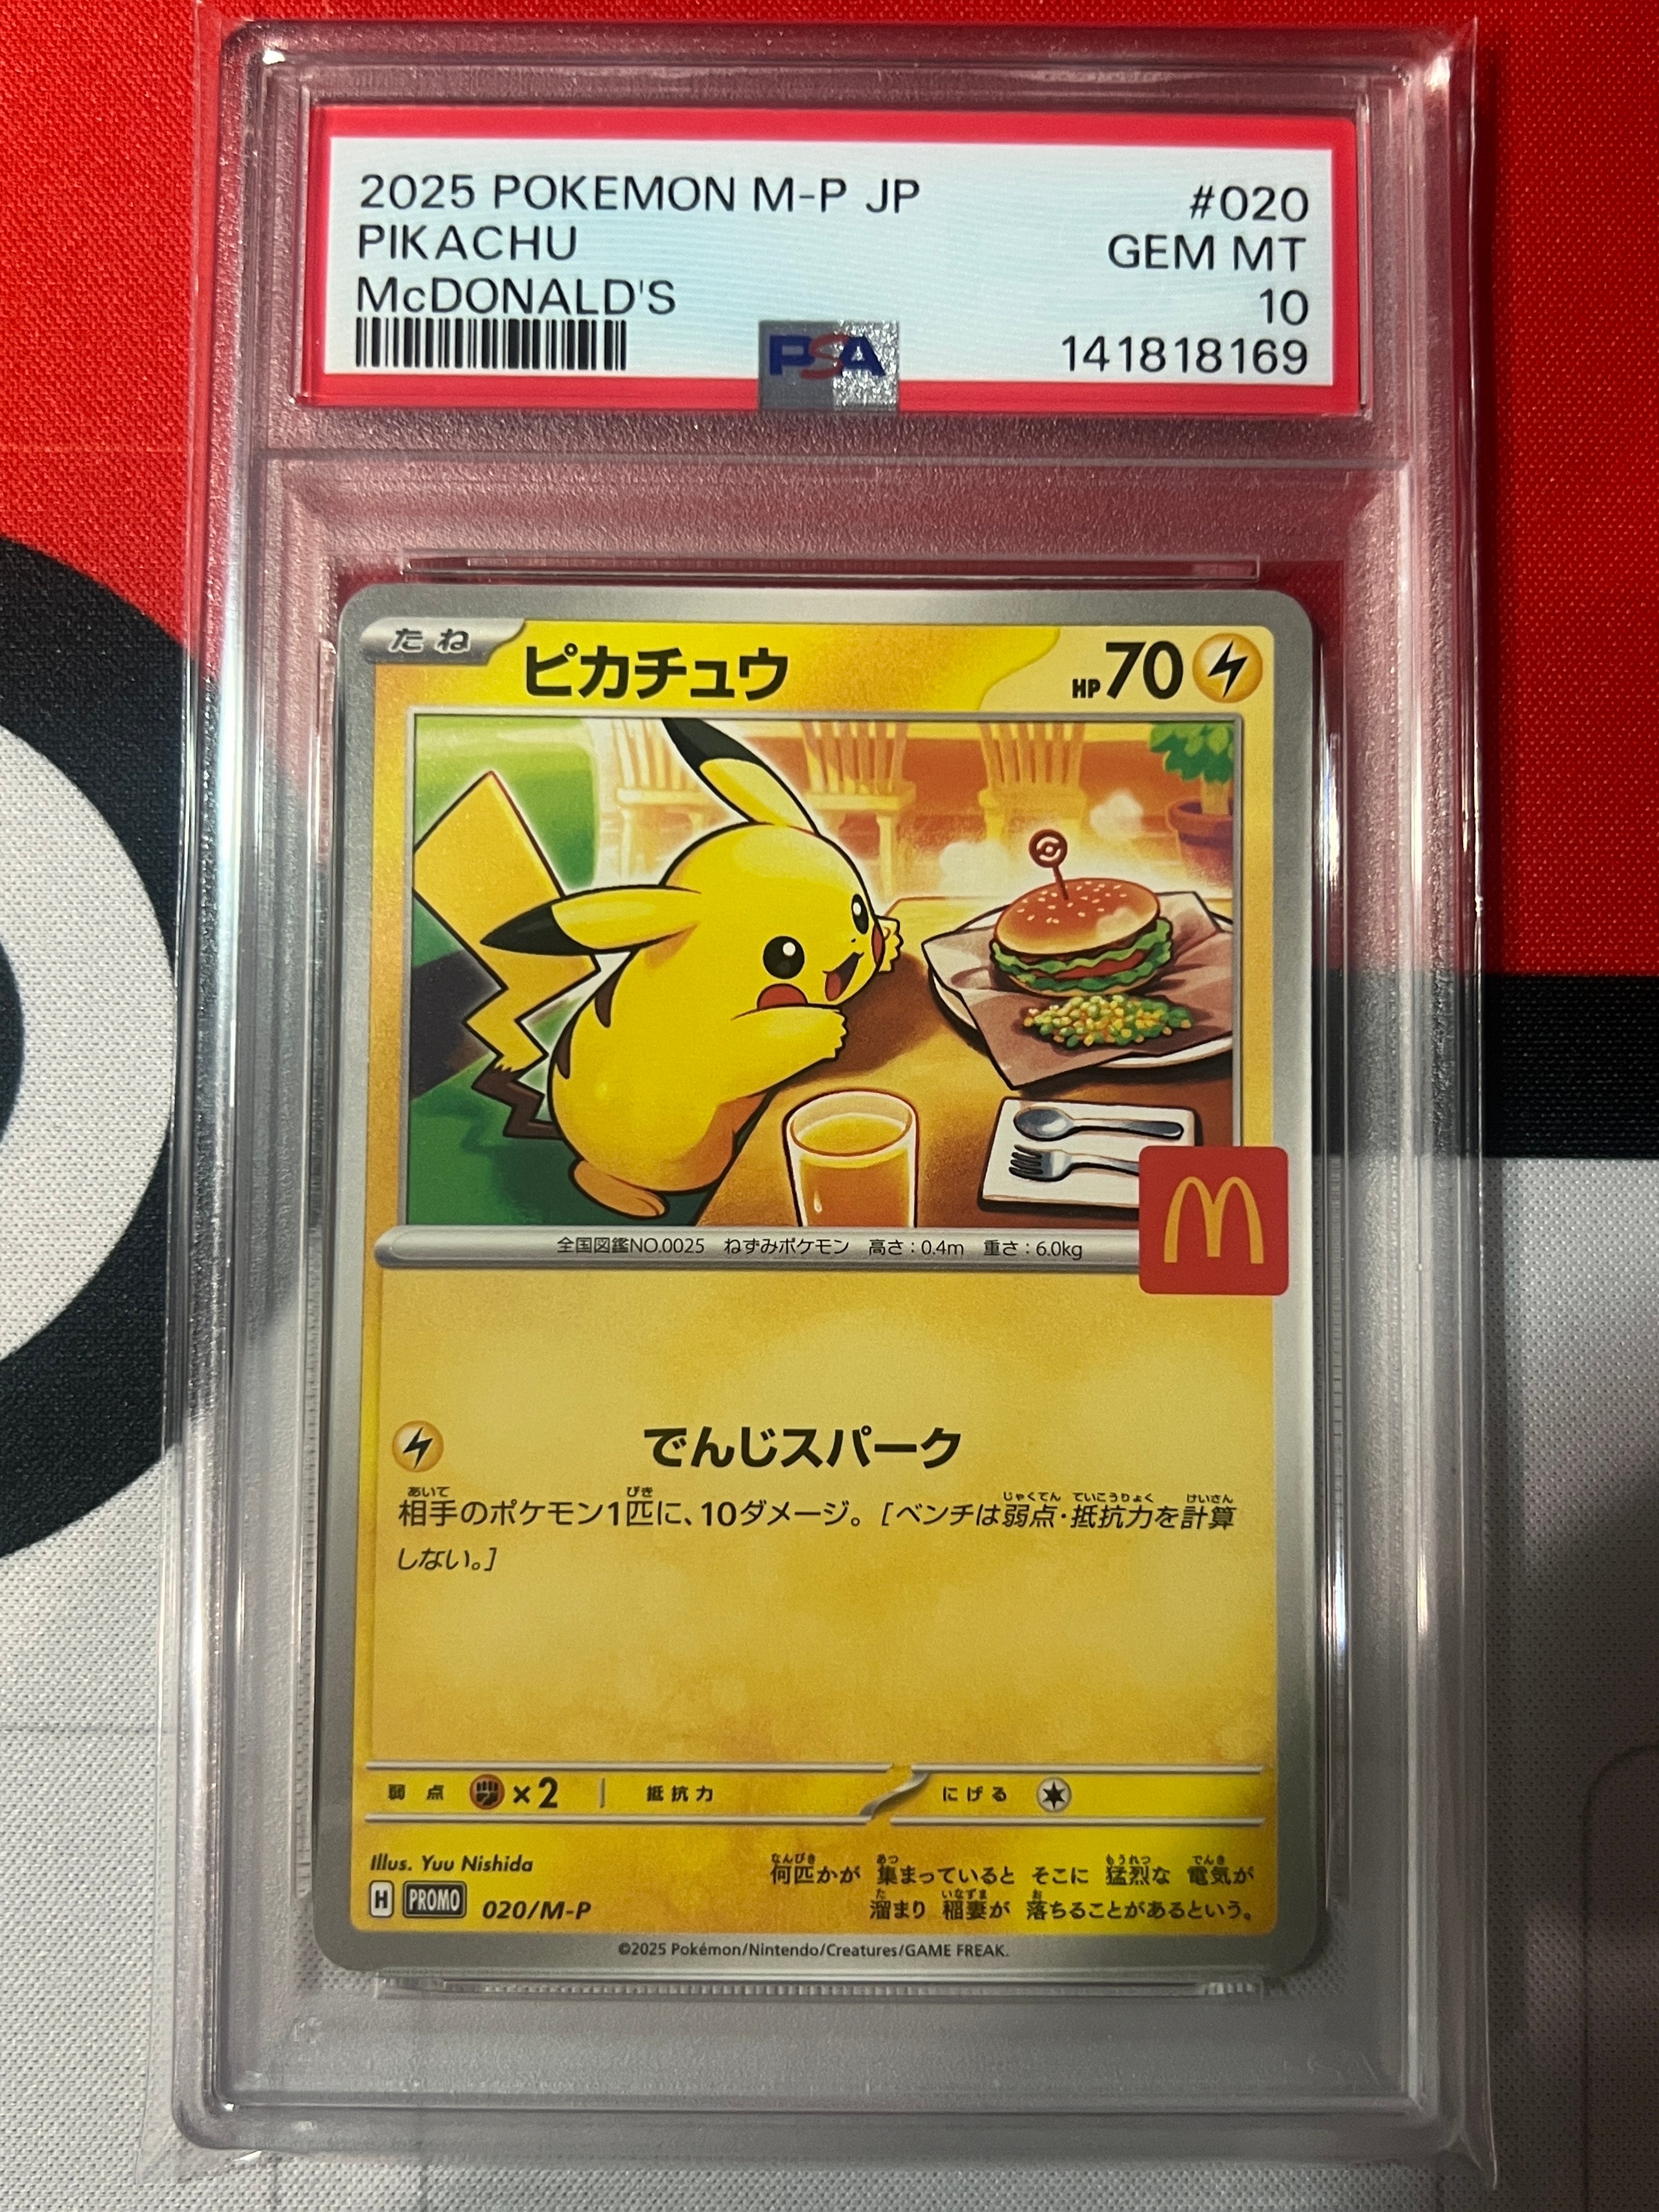 2025 POKEMON M-P JP #020
PIKACHU GEM MT
McDONALD'S 10
PSA 141818169
たね ピカチュウ HP70
全国図鑑NO.0025 ねずみポケモン 高さ:0.4m 重さ:6.0kg
M
でんじスパーク
相手のポケモン1匹に、10ダメージ。[ベンチは弱点・抵抗力を計算
しない。]
弱点 ×2 抵抗力 にげる
Illus. Yuu Nishida
H PROMO 020/M-P
何匹かが 集まっていると そこに 猛烈な 電気が
溜まり 稲妻が 落ちることがあるという。
©2025 Pokémon/Nintendo/Creatures/GAME FREAK.